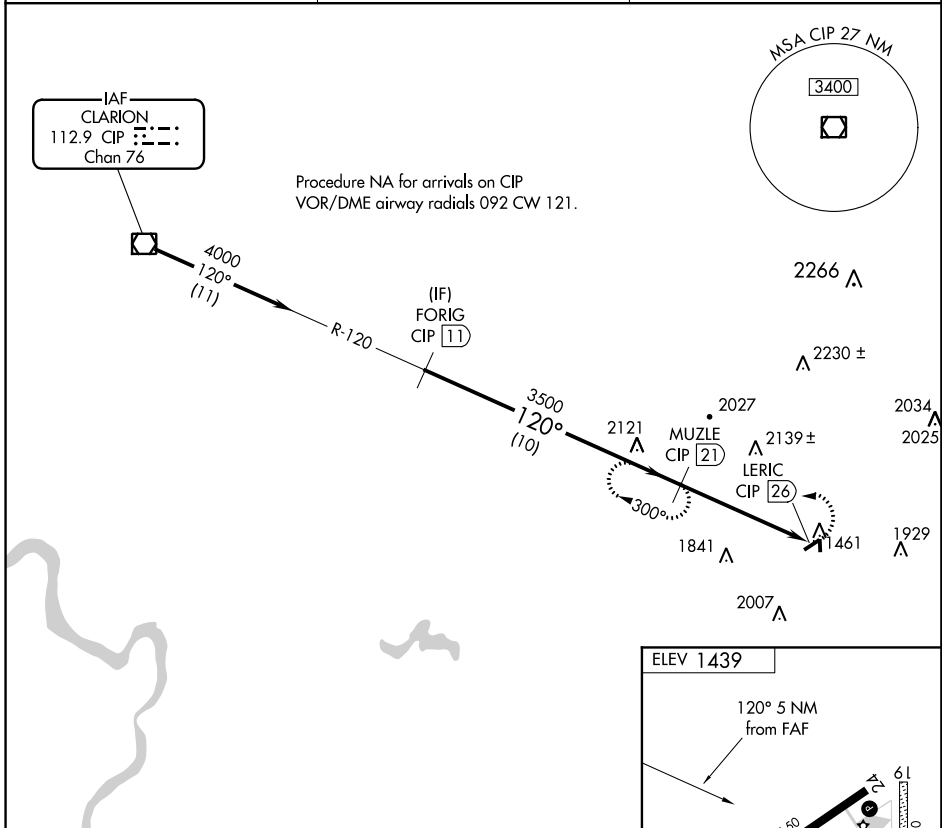 MSA CIP 27 NM
3400
IAF
CLARION
112.9 CIP
Chan 76
Procedure NA for arrivals on CIP
VOR/DME airway radials 092 CW 121.
4000
120°
(11)
R-120
(IF)
FORIG
CIP 11
3500
120°
(10)
2266
2230 ±
2034
2025
2027
2121
MUZLE
CIP 21
2139 ±
LERIC
CIP 26
300°
1461
1929
1841
2007
ELEV 1439
120° 5 NM
from FAF
24
19
P
50
0